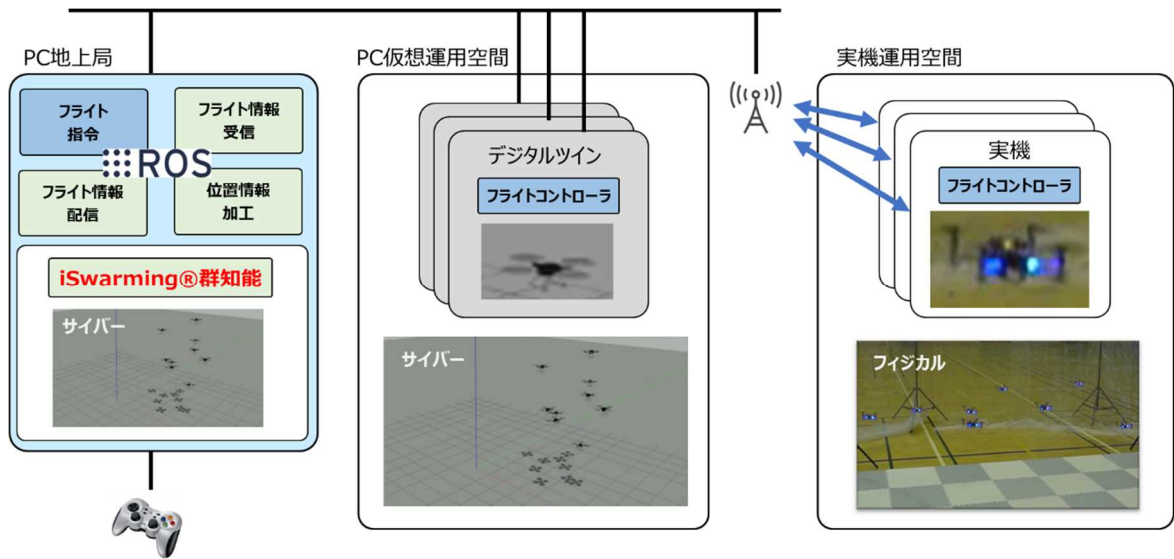 PC地上局
フライト
指令
フライト情報
受信
ROS
フライト情報
配信
位置情報
加工
iSwarming®群知能
サイバー
PC仮想運用空間
デジタルツイン
フライトコントローラ
サイバー
実機運用空間
実機
フライトコントローラ
フィジカル